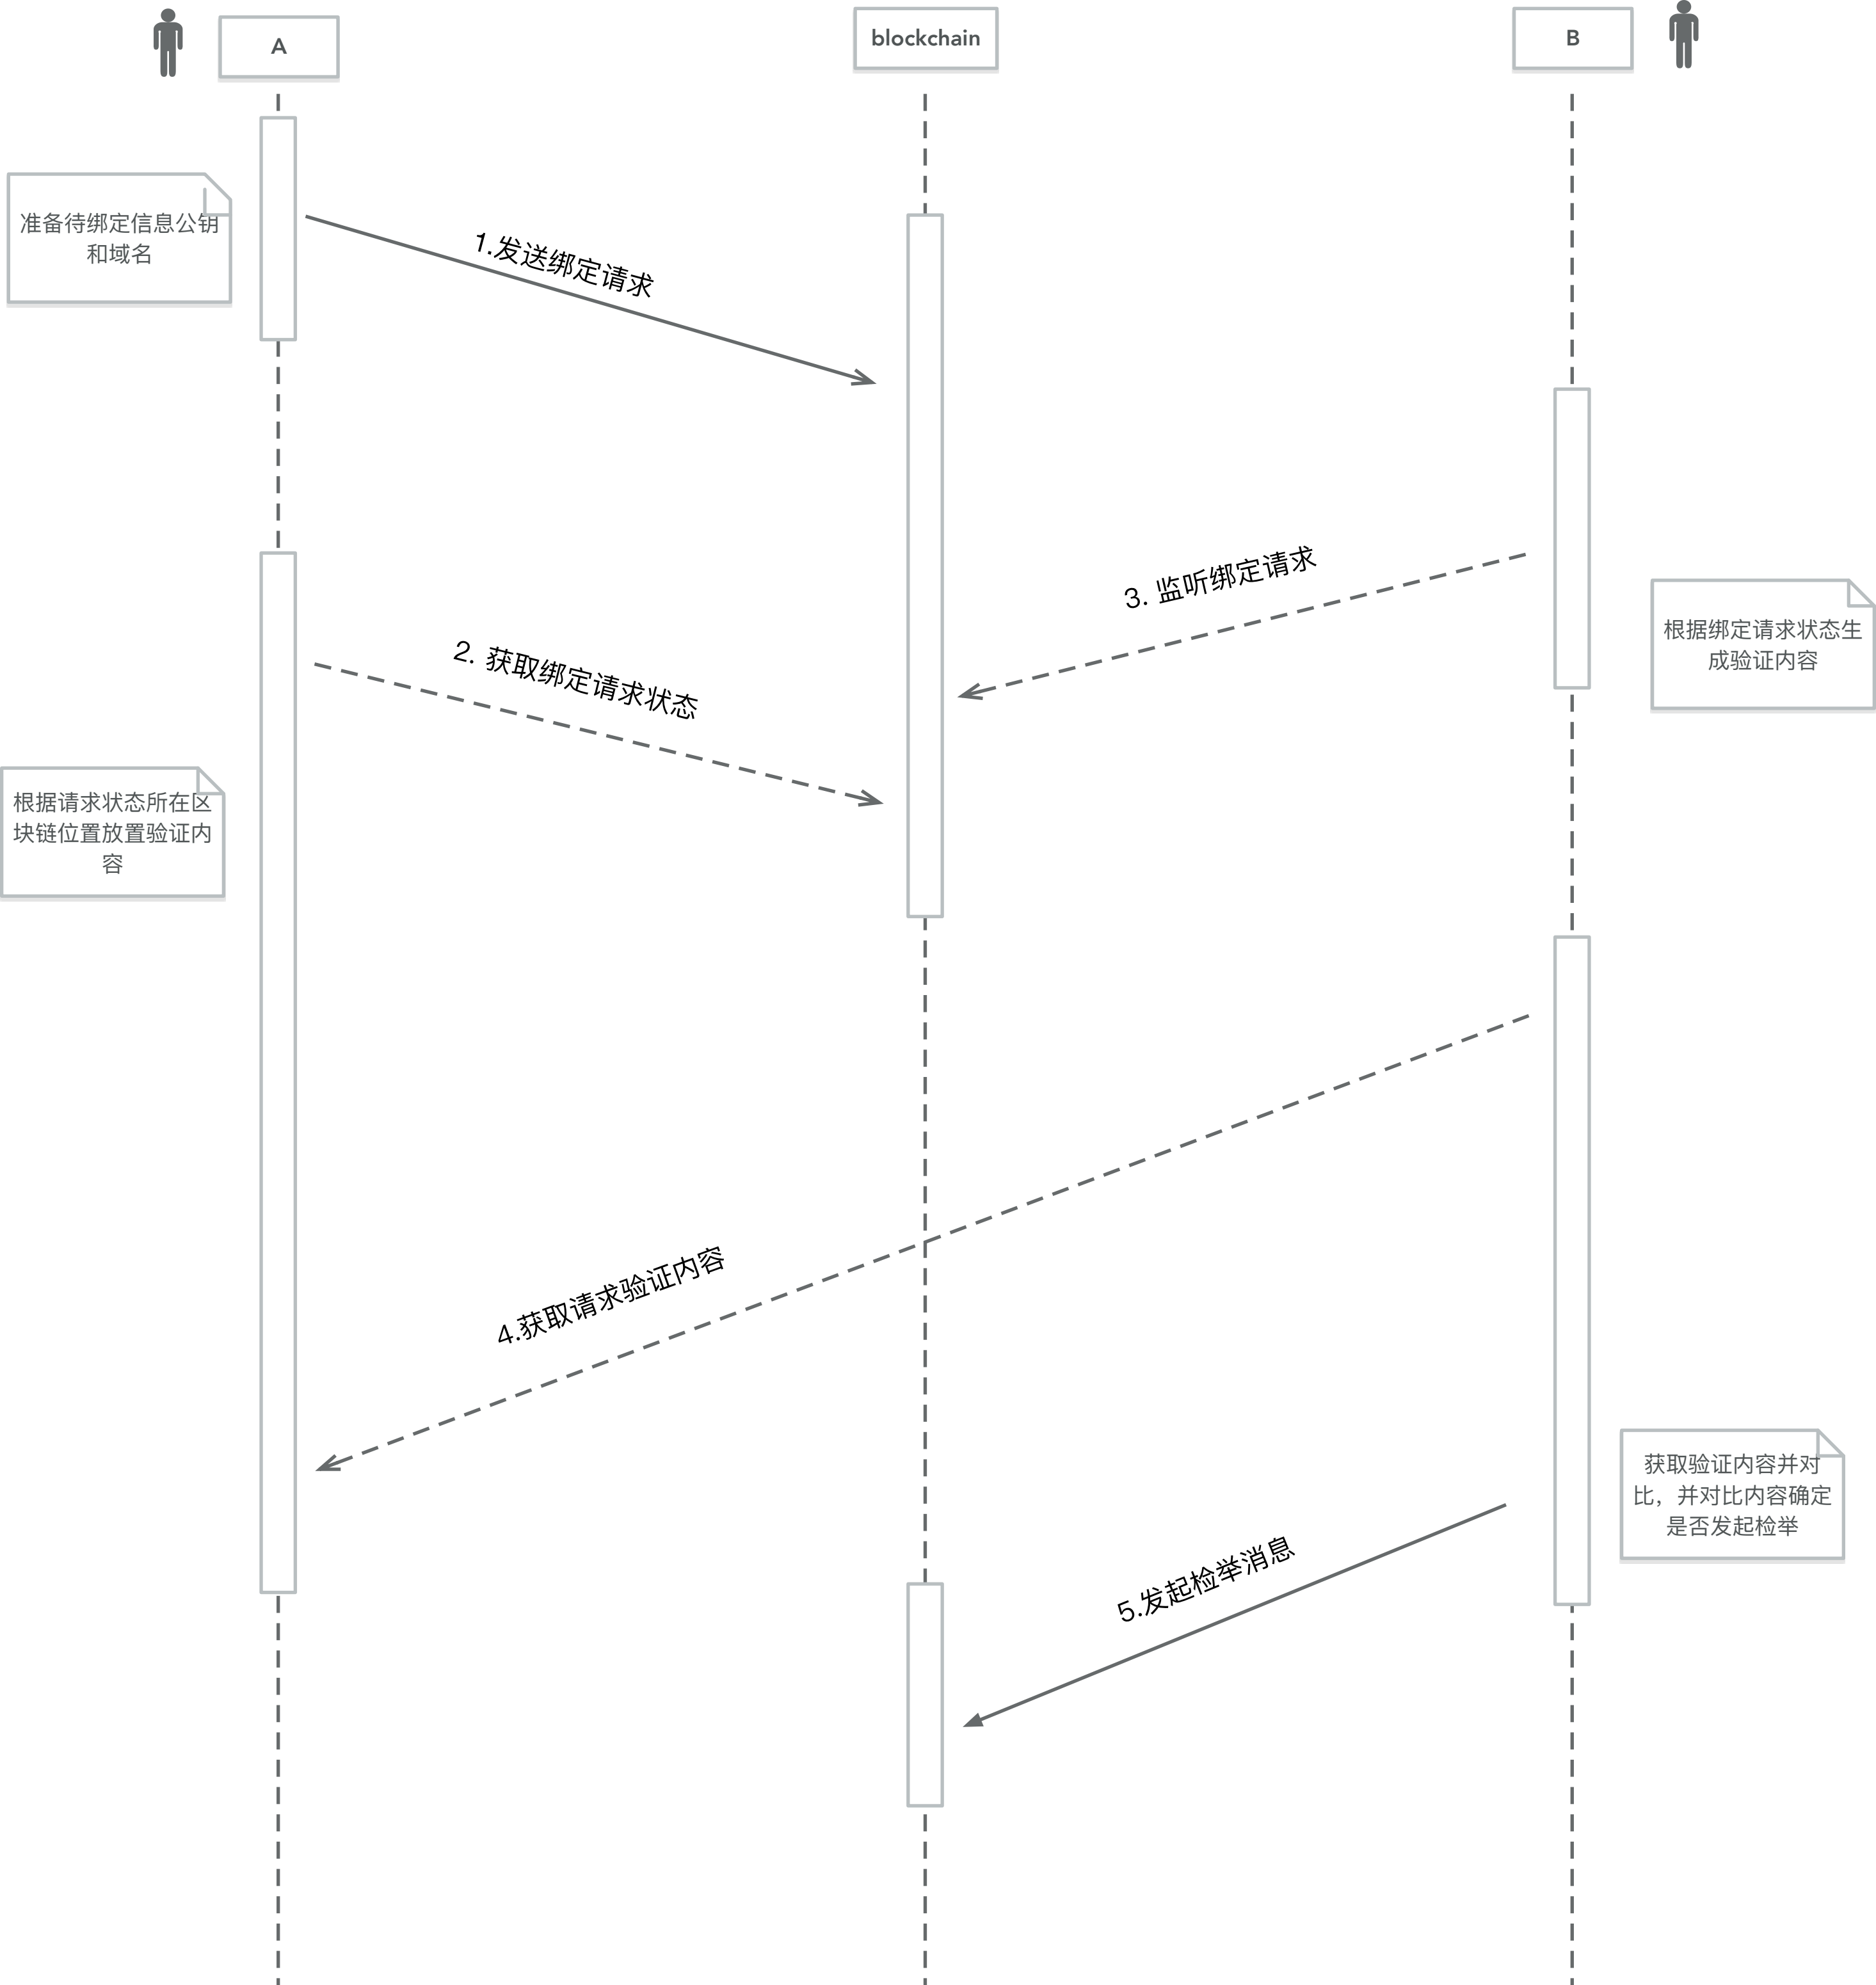 A
blockchain
B
准备待绑定信息公钥
和域名
1.发送绑定请求
3. 监听绑定请求
根据绑定请求状态生
成验证内容
2. 获取绑定请求状态
根据请求状态所在区
块链位置放置验证内
容
4.获取请求验证内容
获取验证内容并对
比，并对比内容确定
是否发起检举
5.发起检举消息